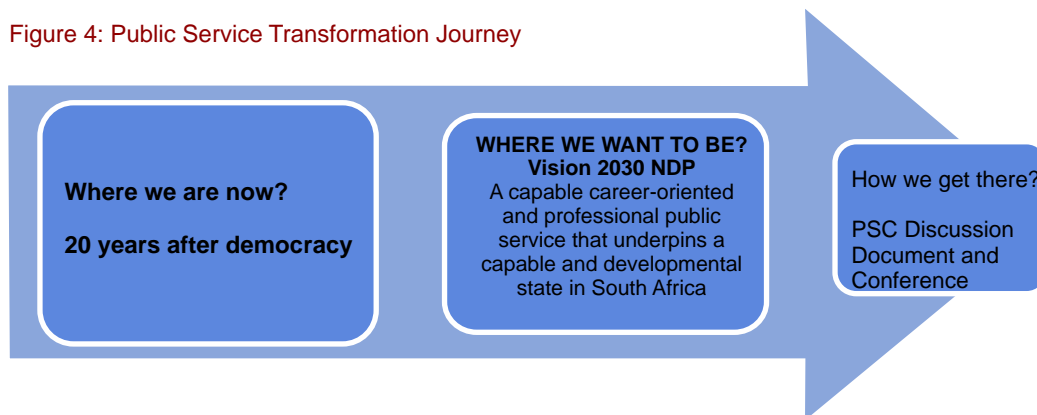 Figure 4: Public Service Transformation Journey
Where we are now?
20 years after democracy
WHERE WE WANT TO BE?
Vision 2030 NDP
A capable career-oriented
and professional public
service that underpins a
capable and developmental
state in South Africa
How we get there?
PSC Discussion
Document and
Conference